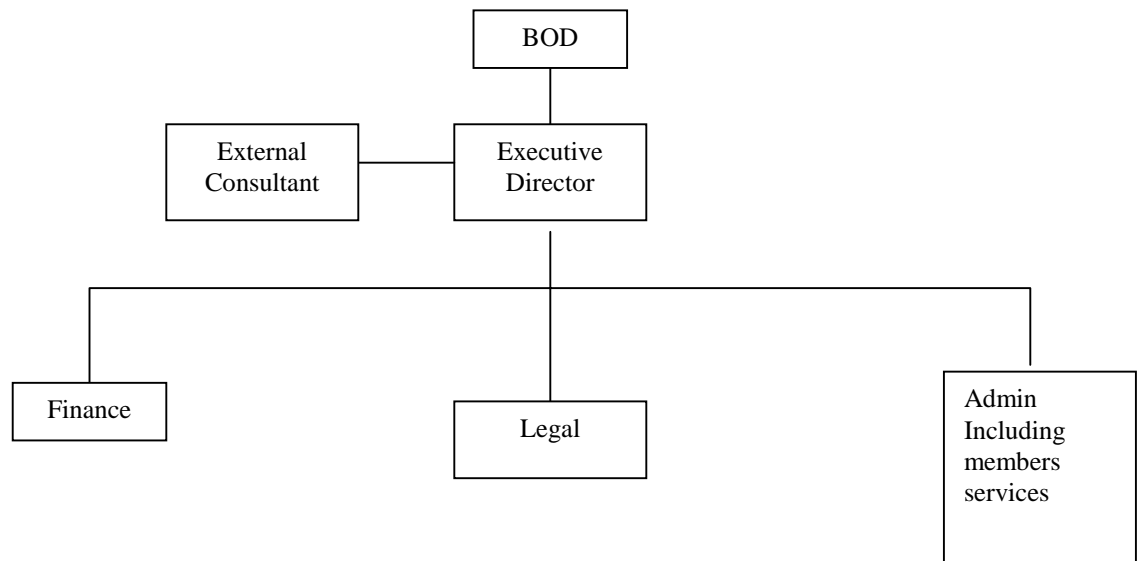 BOD
External
Consultant
Executive
Director
Finance
Legal
Admin
Including
members
services